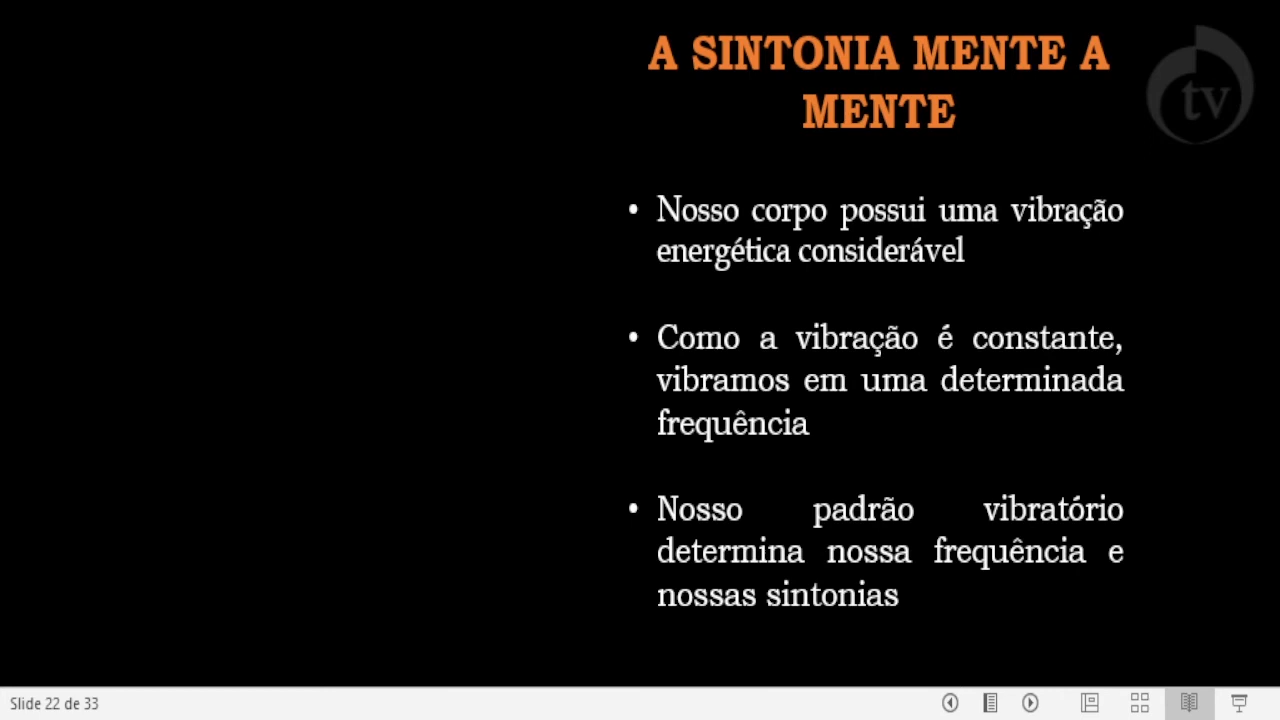 A SINTONIA MENTE A
MENTE
tv
• Nosso corpo possui uma vibração
energética considerável
• Como a vibração é constante,
vibramos em uma determinada
frequência
• Nosso padrão vibratório
determina nossa frequência e
nossas sintonias
Slide 22 de 33